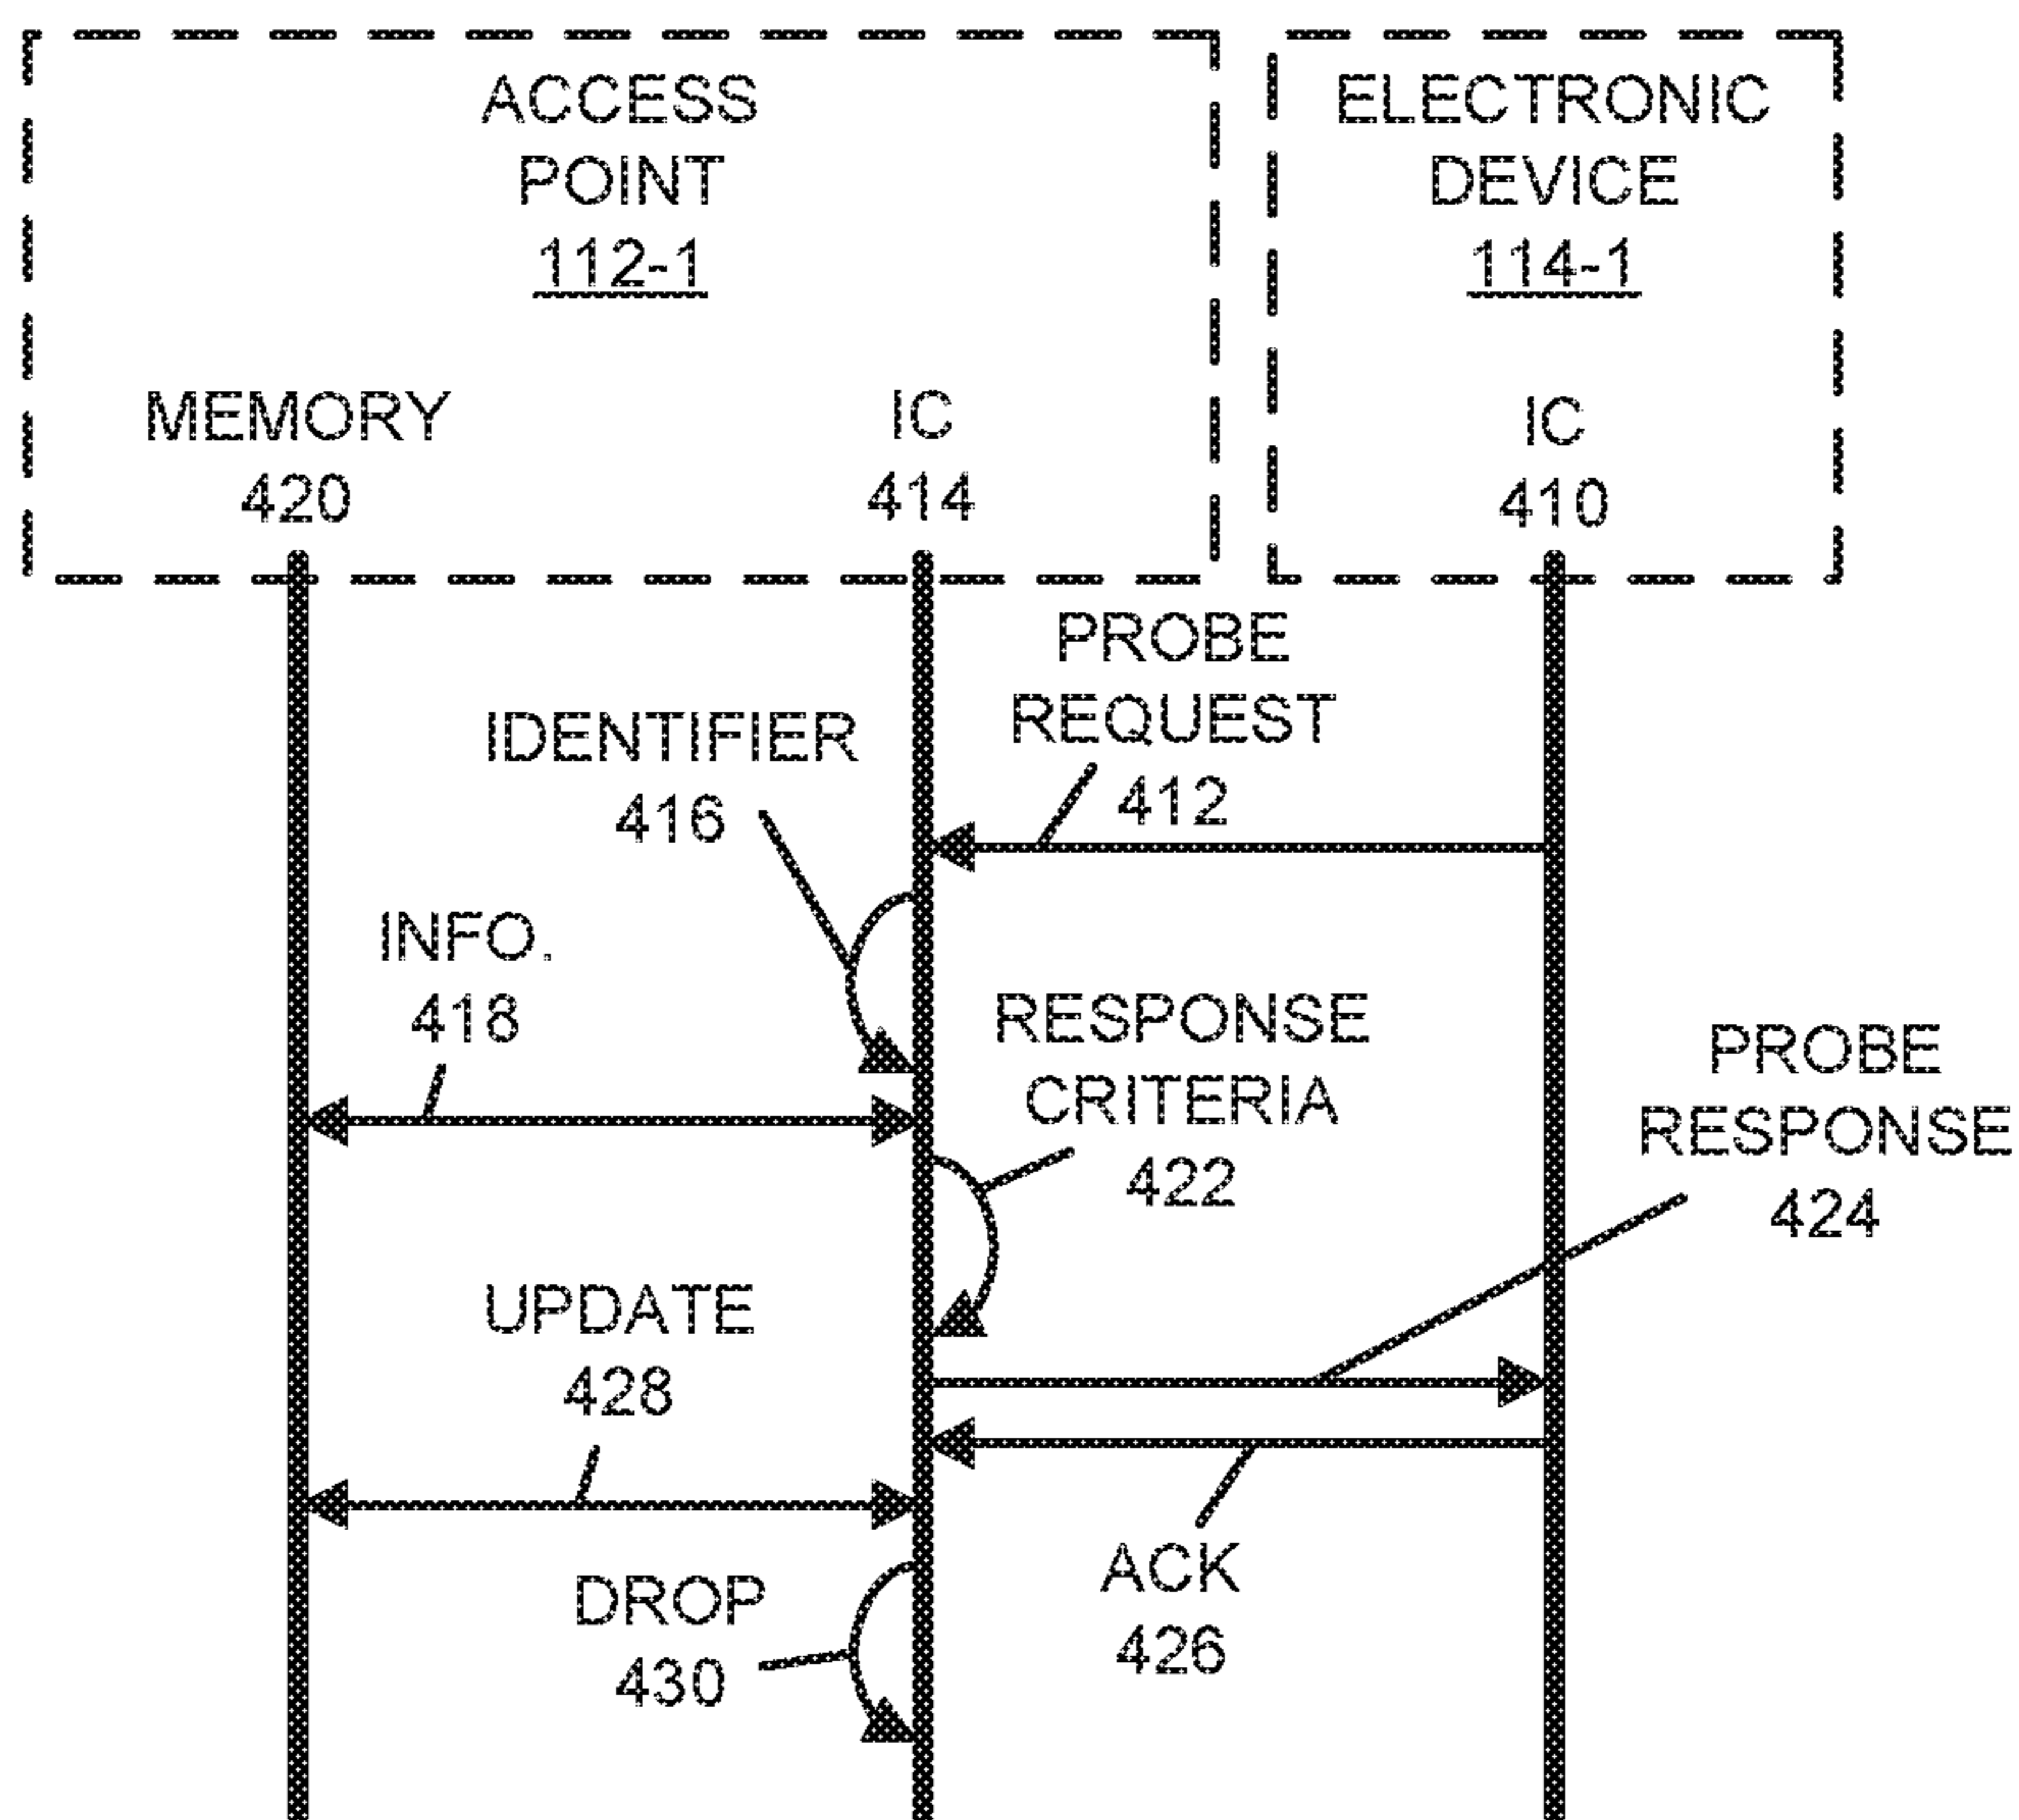 ACCESS
POINT
112-1
ELECTRONIC
DEVICE
114-1
MEMORY
420
IC
414
IC
410
PROBE
REQUEST
412
IDENTIFIER
416
INFO.
418
RESPONSE
CRITERIA
422
PROBE
RESPONSE
424
UPDATE
428
ACK
426
DROP
430